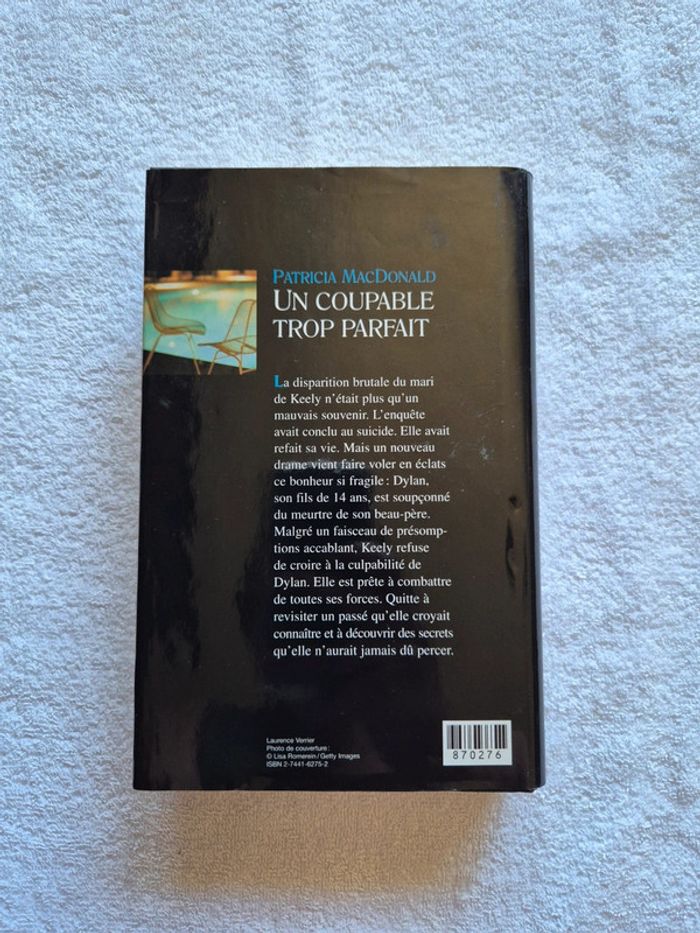 PATRICIA MACDONALD
UN COUPABLE
TROP PARFAIT
La disparition brutale du mari
de Keely n'était plus qu'un
mauvais souvenir. L'enquête
avait conclu au suicide. Elle avait
refait sa vie. Mais un nouveau
drame vient faire voler en éclats
ce bonheur si fragile : Dylan,
son fils de 14 ans, est soupçonné
du meurtre de son beau-père.
Malgré un faisceau de présomp-
tions accablant, Keely refuse
de croire à la culpabilité de
Dylan. Elle est prête à combattre
de toutes ses forces. Quitte à
revisiter un passé qu'elle croyait
connaître et à découvrir des secrets
qu'elle n'aurait jamais dû percer.
Laurence Verrier
Photo de couverture :
© Lisa Romerein / Getty Images
ISBN 2-7441-6275-2
870276